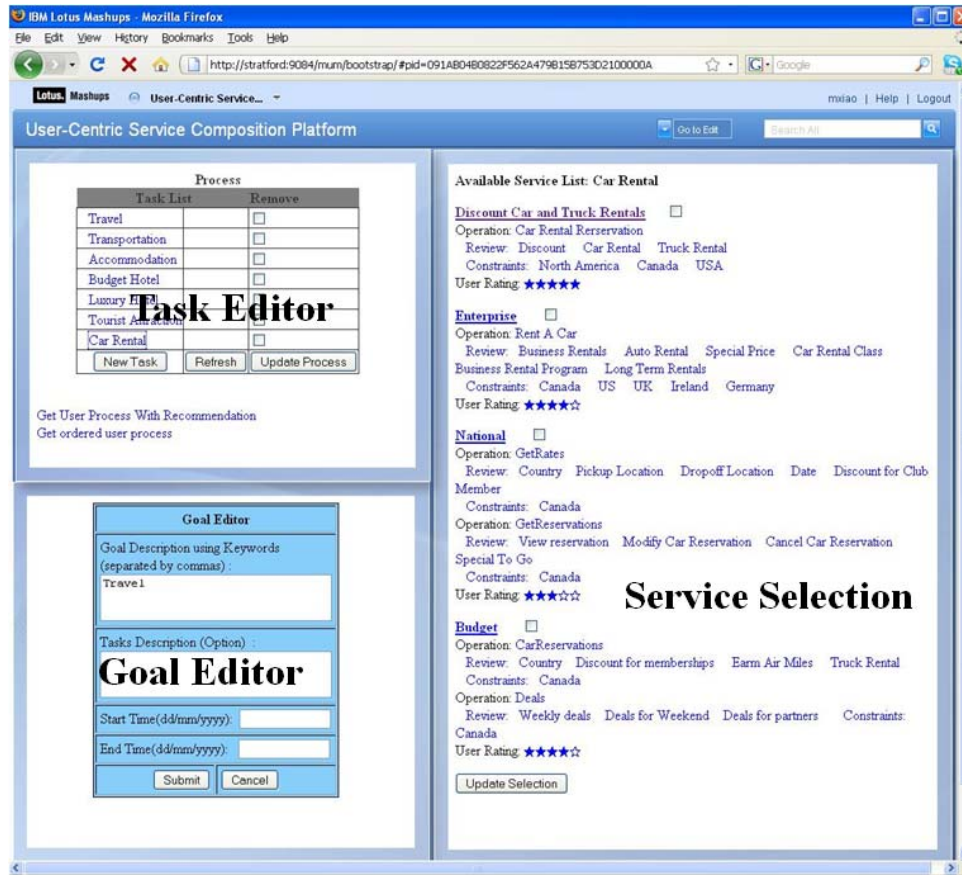 IBM Lotus Mashups - Mozilla Firefox
File Edit View History Bookmarks Tools Help
http://stratford:9084/mum/bootstrap/#pid=091AB04B0822F562A479B15B753D2100000A
Google
Lotus. Mashups User-Centric Service...
mxiao | Help | Logout
User-Centric Service Composition Platform
Go to Edit
Search All
Process
Task List Remove
Travel
Transportation
Accommodation
Budget Hotel
Luxury Hotel
Tourist Attraction
Car Rental
Task Editor
New Task Refresh Update Process
Get User Process With Recommendation
Get ordered user process
Goal Editor
Goal Description using Keywords
(separated by commas) :
Travel
Tasks Description (Option) :
Goal Editor
Start Time(dd/mm/yyyy):
End Time(dd/mm/yyyy):
Submit Cancel
Available Service List: Car Rental
Discount Car and Truck Rentals
Operation: Car Rental Rerservation
Review: Discount Car Rental Truck Rental
Constraints: North America Canada USA
User Rating: ★★★★★
Enterprise
Operation: Rent A Car
Review: Business Rentals Auto Rental Special Price Car Rental Class
Business Rental Program Long Term Rentals
Constraints: Canada US UK Ireland Germany
User Rating: ★★★★☆
National
Operation: GetRates
Review: Country Pickup Location Dropoff Location Date Discount for Club
Member
Constraints: Canada
Operation: GetReservations
Review: View reservation Modify Car Reservation Cancel Car Reservation
Special To Go
Constraints: Canada
User Rating: ★★★☆☆
Service Selection
Budget
Operation: CarReservations
Review: Country Discount for memberships Earm Air Miles Truck Rental
Constraints: Canada
Operation: Deals
Review: Weekly deals Deals for Weekend Deals for partners Constraints:
Canada
User Rating: ★★★★☆
Update Selection